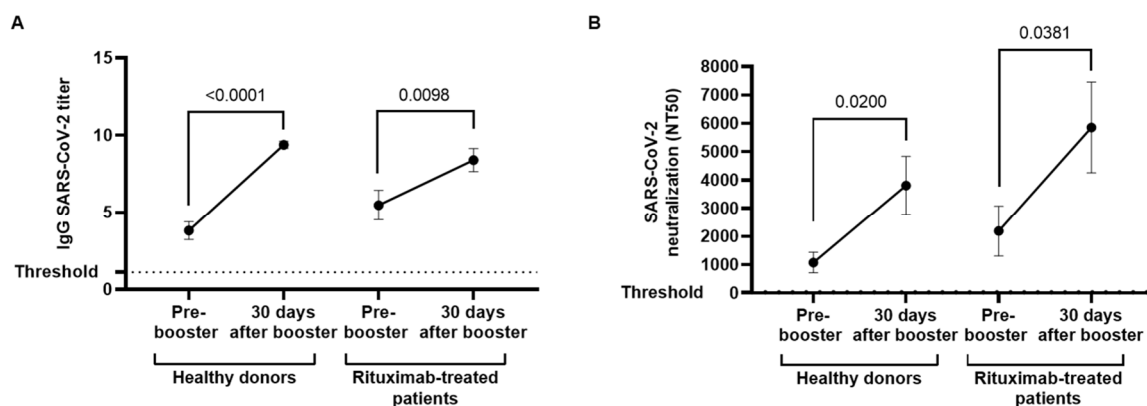 A
IgG SARS-CoV-2 titer
15
10
5
0
Threshold
<0.0001
0.0098
Pre-
booster
30 days
after booster
Pre-
booster
30 days
after booster
Healthy donors
Rituximab-treated
patients
B
SARS-CoV-2
neutralization (NT50)
8000
7000
6000
5000
4000
3000
2000
1000
0
Threshold
0.0200
0.0381
Pre-
booster
30 days
after booster
Pre-
booster
30 days
after booster
Healthy donors
Rituximab-treated
patients